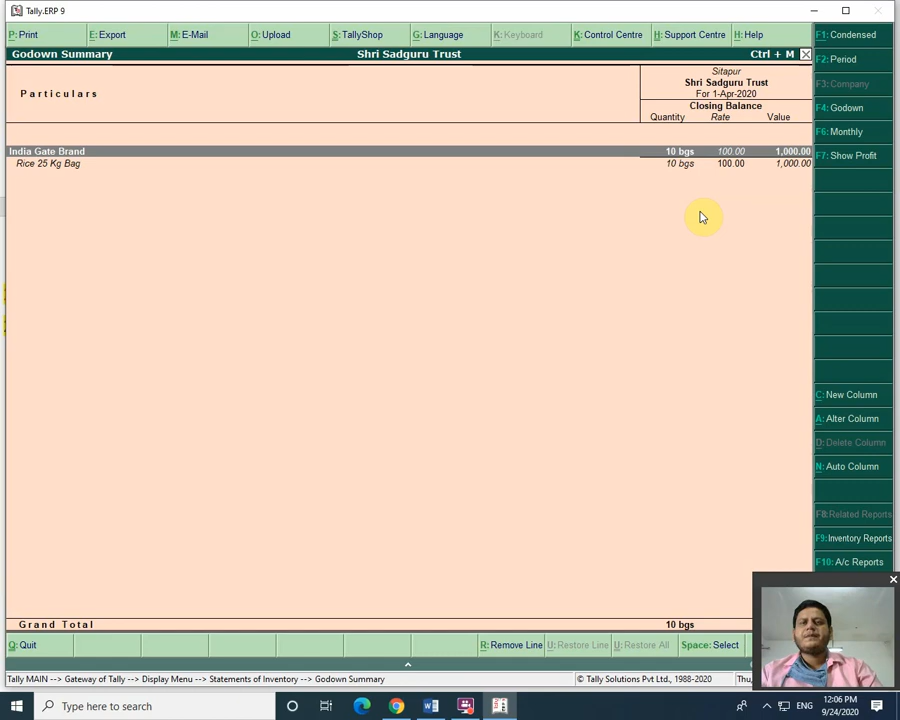 Tally.ERP 9
P: Print E: Export M: E-Mail O: Upload S: TallyShop G: Language K: Keyboard K: Control Centre H: Support Centre H: Help
Godown Summary Shri Sadguru Trust Ctrl + M
Particulars
Sitapur
Shri Sadguru Trust
For 1-Apr-2020
Closing Balance
Quantity Rate Value
India Gate Brand 10 bgs 100.00 1,000.00
Rice 25 Kg Bag 10 bgs 100.00 1,000.00
Grand Total 10 bgs
F1: Condensed
F2: Period
F3: Company
F4: Godown
F6: Monthly
F7: Show Profit
C: New Column
A: Alter Column
D: Delete Column
N: Auto Column
F8: Related Reports
F9: Inventory Reports
F10: A/c Reports
Q: Quit R: Remove Line U: Restore Line U: Restore All Space: Select
Tally MAIN --> Gateway of Tally --> Display Menu --> Statements of Inventory --> Godown Summary © Tally Solutions Pvt Ltd., 1988-2020 Thu,
Type here to search
ENG
12:06 PM
9/24/2020